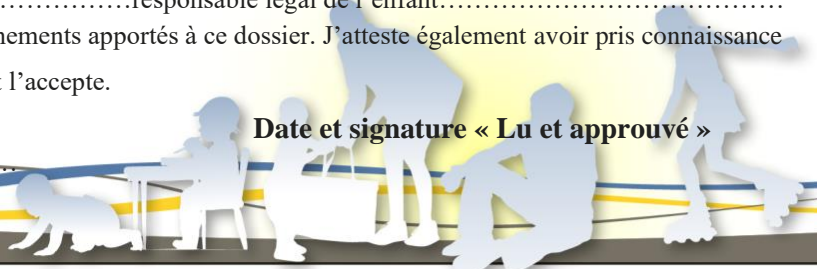 ……………responsable légal de l'enfant…………………………………
nements apportés à ce dossier. J'atteste également avoir pris connaissance
t l'accepte.
Date et signature « Lu et approuvé »
...